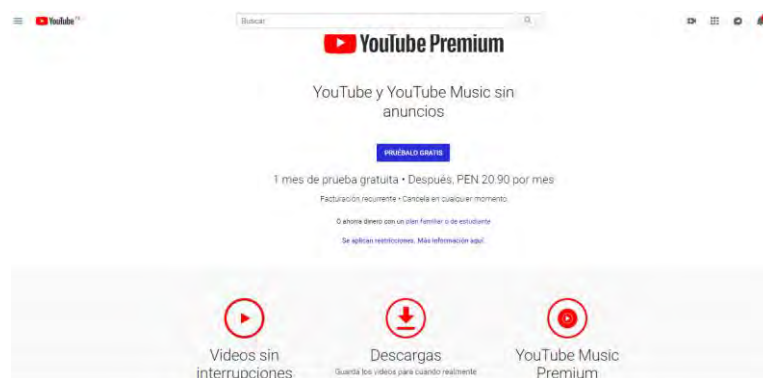 YouTube PE
Buscar
YouTube Premium
YouTube y YouTube Music sin
anuncios
PRUÉBALO GRATIS
1 mes de prueba gratuita • Después, PEN 20.90 por mes
Facturación recurrente • Cancela en cualquier momento.
O ahorra dinero con un plan familiar o de estudiante
Se aplican restricciones. Más información aquí.
Videos sin
interrupciones
Descargas
Guarda los videos para cuando realmente
YouTube Music
Premium